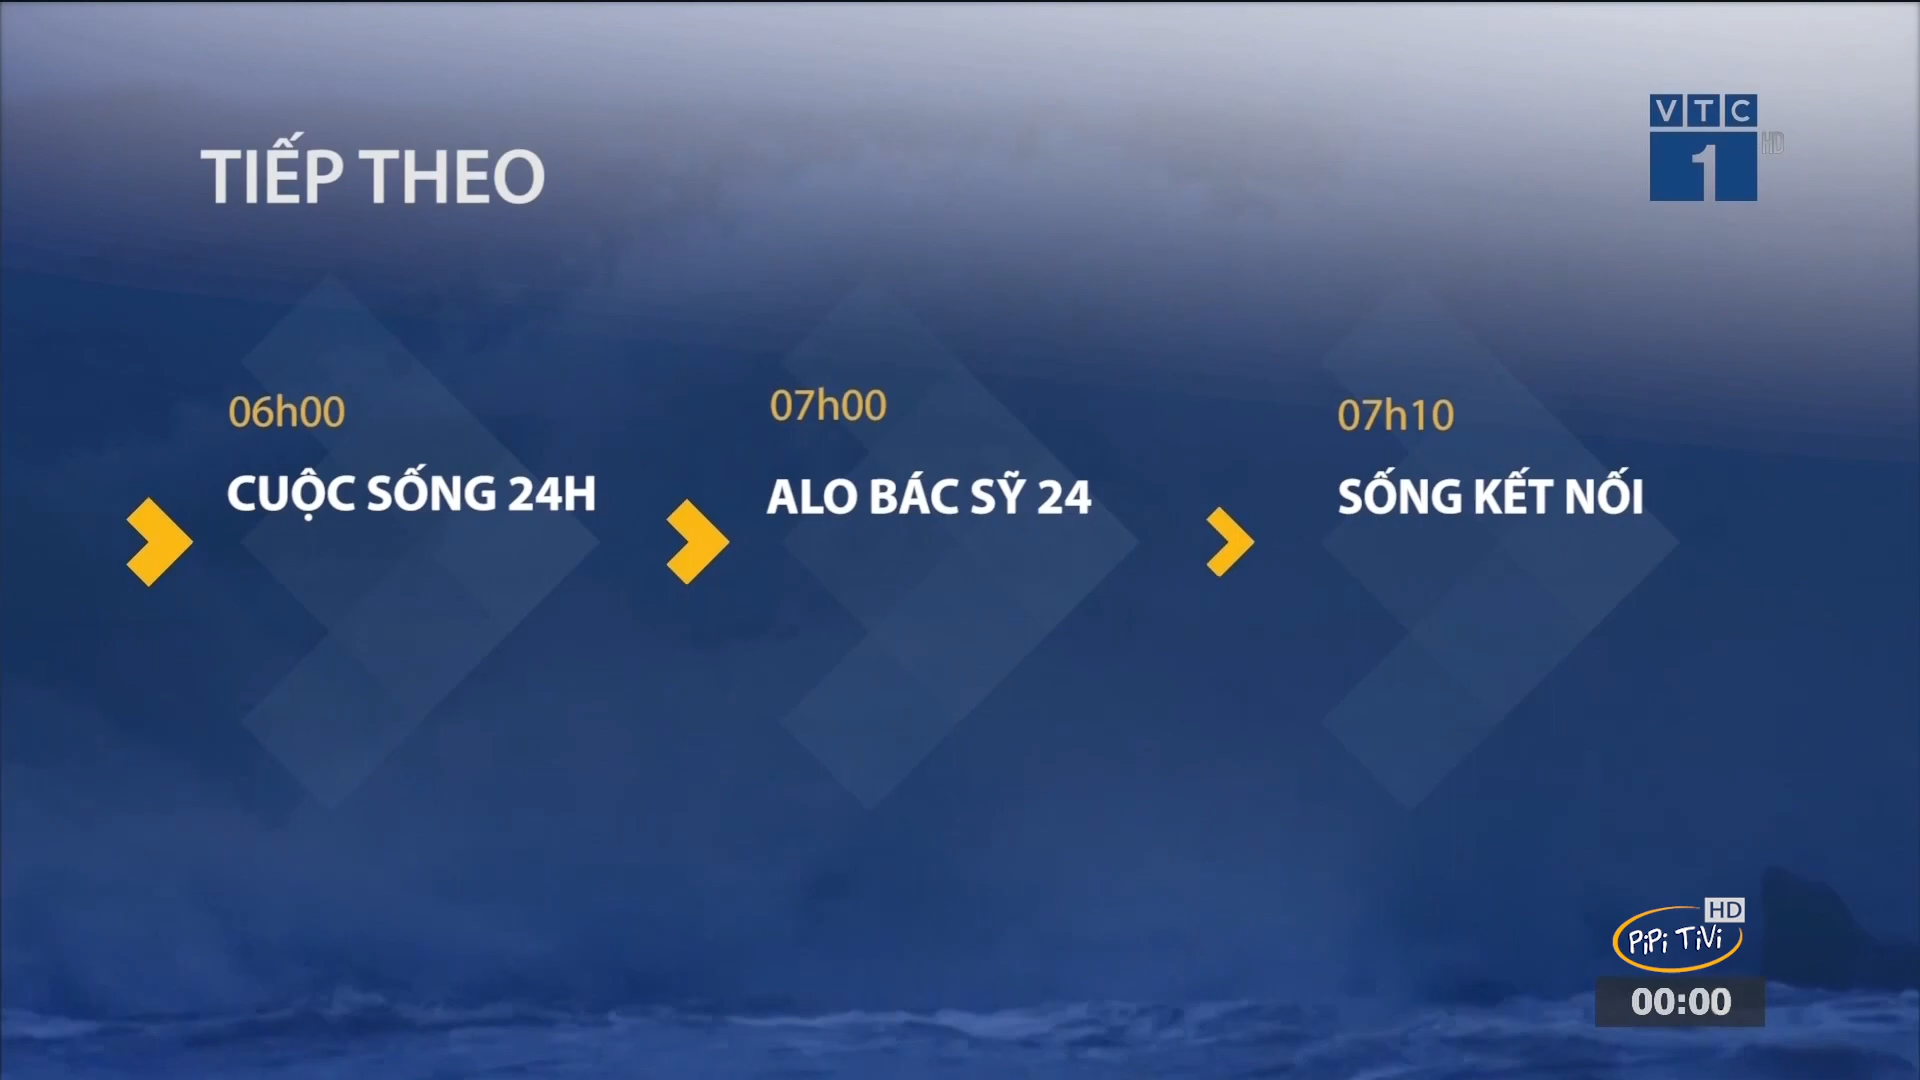 VTC
1
HD
TIẾP THEO
06h00
CUỘC SỐNG 24H
07h00
ALO BÁC SỸ 24
07h10
SỐNG KẾT NỐI
HD
PiPi TiVi
00:00